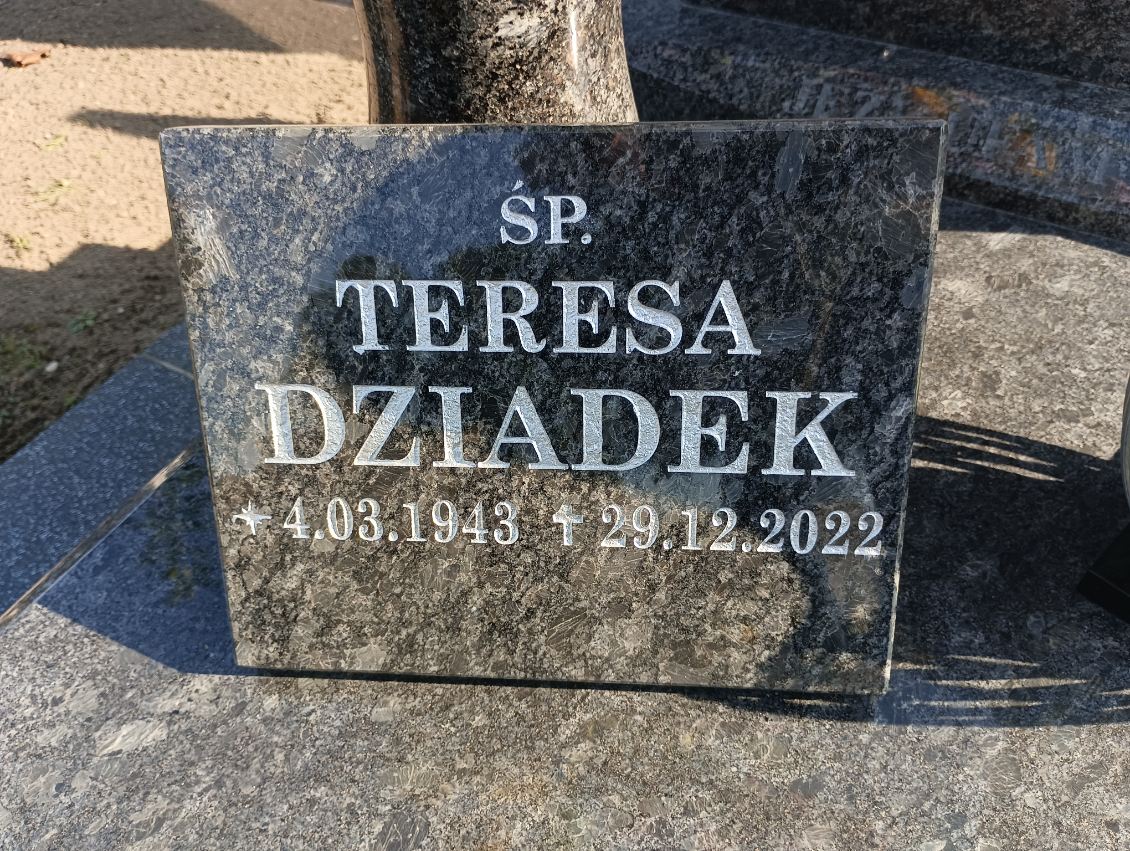 ŚP.
TERESA
DZIADEK
★ 4.03.1943 ✝ 29.12.2022